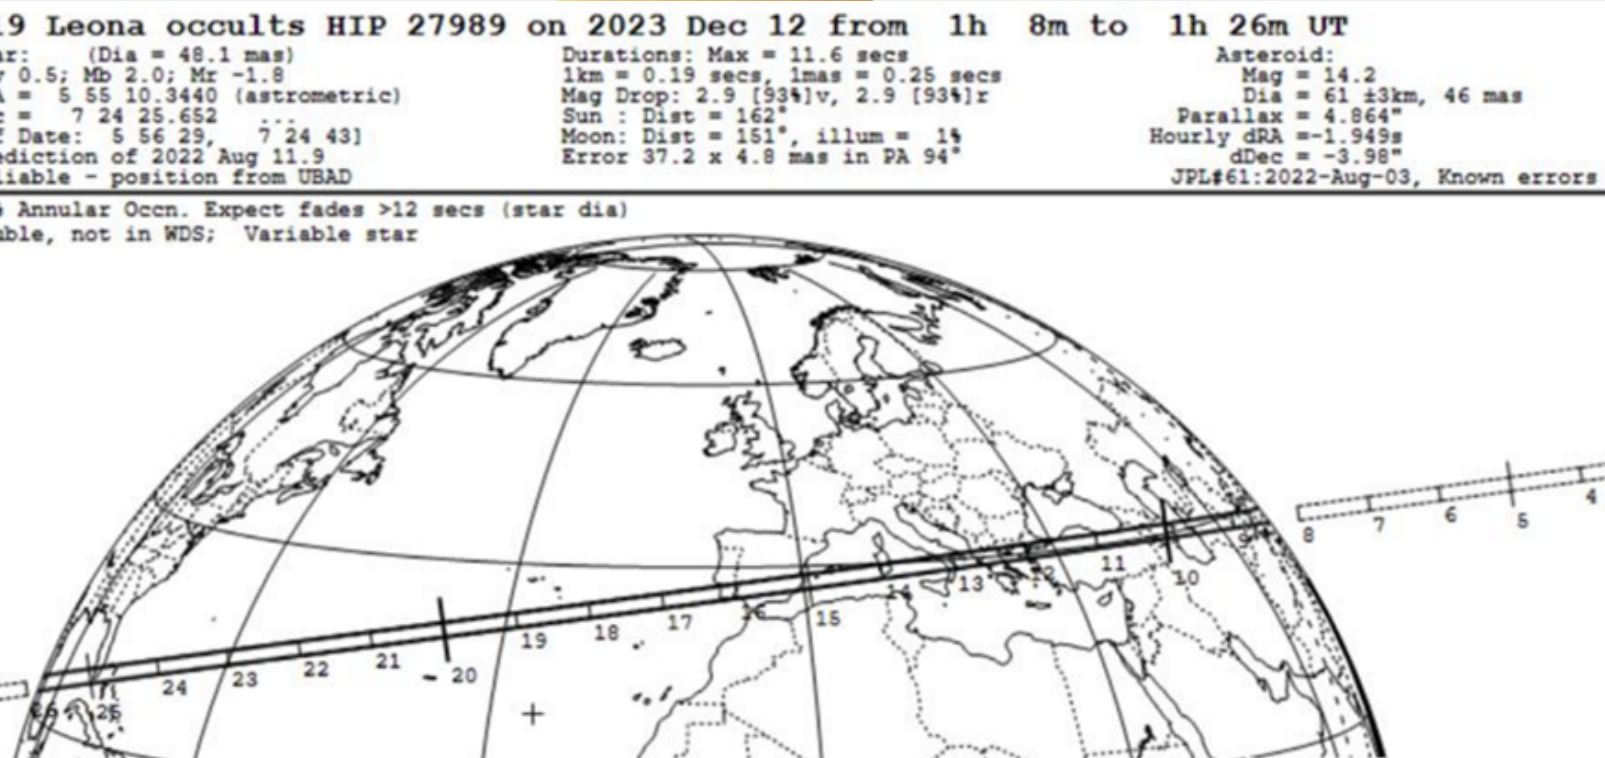 19 Leona occults HIP 27989 on 2023 Dec 12 from 1h 8m to 1h 26m UT
ar: (Dia = 48.1 mas)
v 0.5; Mb 2.0; Mr -1.8
A = 5 55 10.3440 (astrometric)
c = 7 24 25.652 ...
f Date: 5 56 29, 7 24 43]
ediction of 2022 Aug 11.9
liable - position from UBAD
Durations: Max = 11.6 secs
1km = 0.19 secs, 1mas = 0.25 secs
Mag Drop: 2.9 [93%]v, 2.9 [93%]r
Sun : Dist = 162°
Moon: Dist = 151°, illum = 1%
Error 37.2 x 4.8 mas in PA 94°
Asteroid:
Mag = 14.2
Dia = 61 ±3km, 46 mas
Parallax = 4.864"
Hourly dRA =-1.949s
dDec = -3.98"
JPL#61:2022-Aug-03, Known errors
Annular Occn. Expect fades >12 secs (star dia)
uble, not in WDS; Variable star
4
5
6
7
8
9
10
11
12
13
14
15
17
18
19
20
21
22
23
24
25